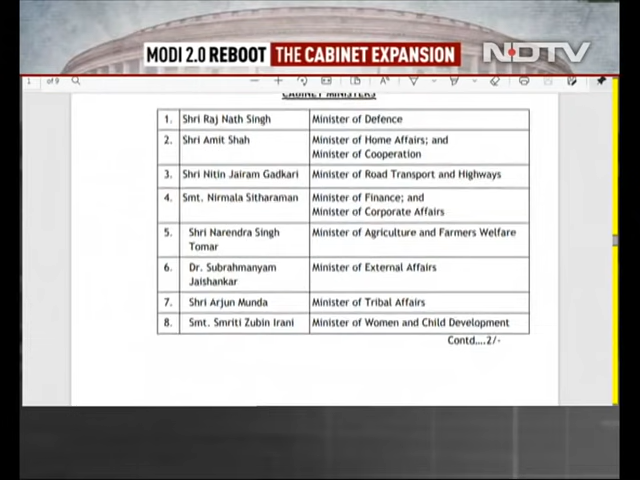 MODI 2.0 REBOOT THE CABINET EXPANSION
NDTV
1 of 9
CABINET MINISTERS
1. Shri Raj Nath Singh Minister of Defence
2. Shri Amit Shah Minister of Home Affairs; and
Minister of Cooperation
3. Shri Nitin Jairam Gadkari Minister of Road Transport and Highways
4. Smt. Nirmala Sitharaman Minister of Finance; and
Minister of Corporate Affairs
5. Shri Narendra Singh Minister of Agriculture and Farmers Welfare
Tomar
6. Dr. Subrahmanyam Minister of External Affairs
Jaishankar
7. Shri Arjun Munda Minister of Tribal Affairs
8. Smt. Smriti Zubin Irani Minister of Women and Child Development
Contd....2/-